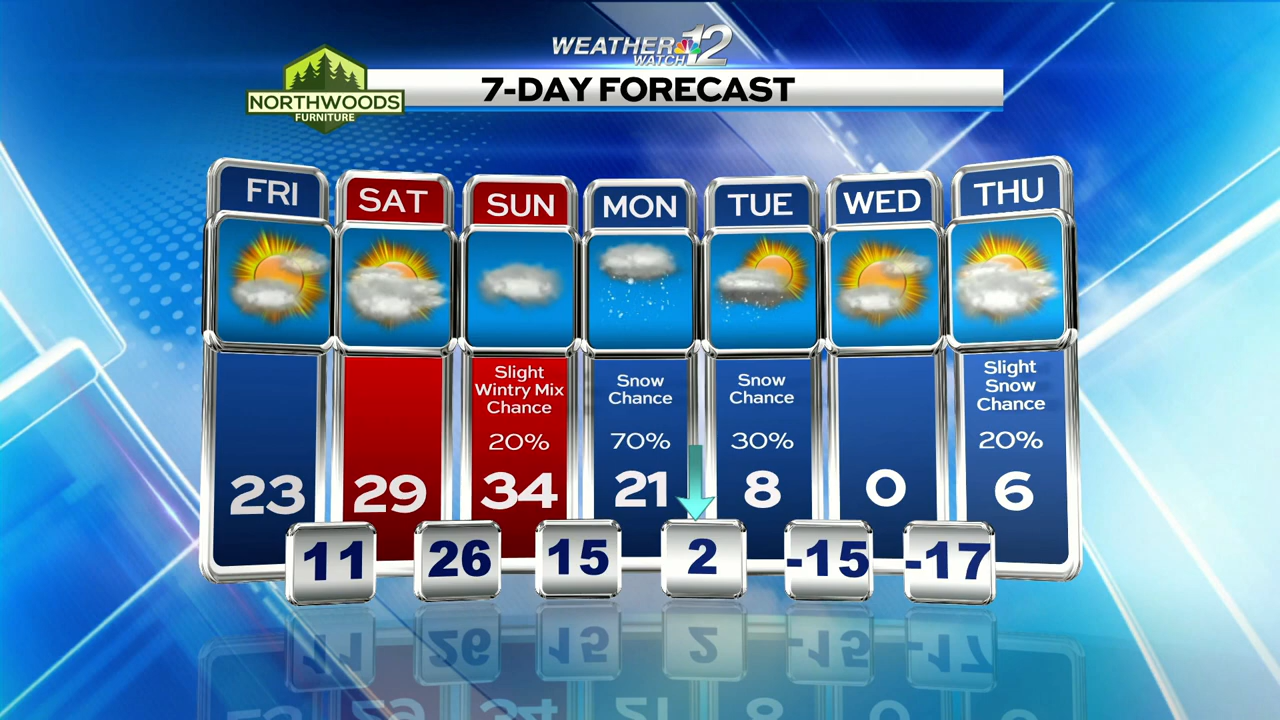 WEATHER 12
WATCH
NORTHWOODS
FURNITURE
7-DAY FORECAST
FRI SAT SUN MON TUE WED THU
Slight
Wintry Mix
Chance
20%
Snow
Chance
70%
Snow
Chance
30%
Slight
Snow
Chance
20%
23 29 34 21 8 0 6
11 26 15 2 -15 -17